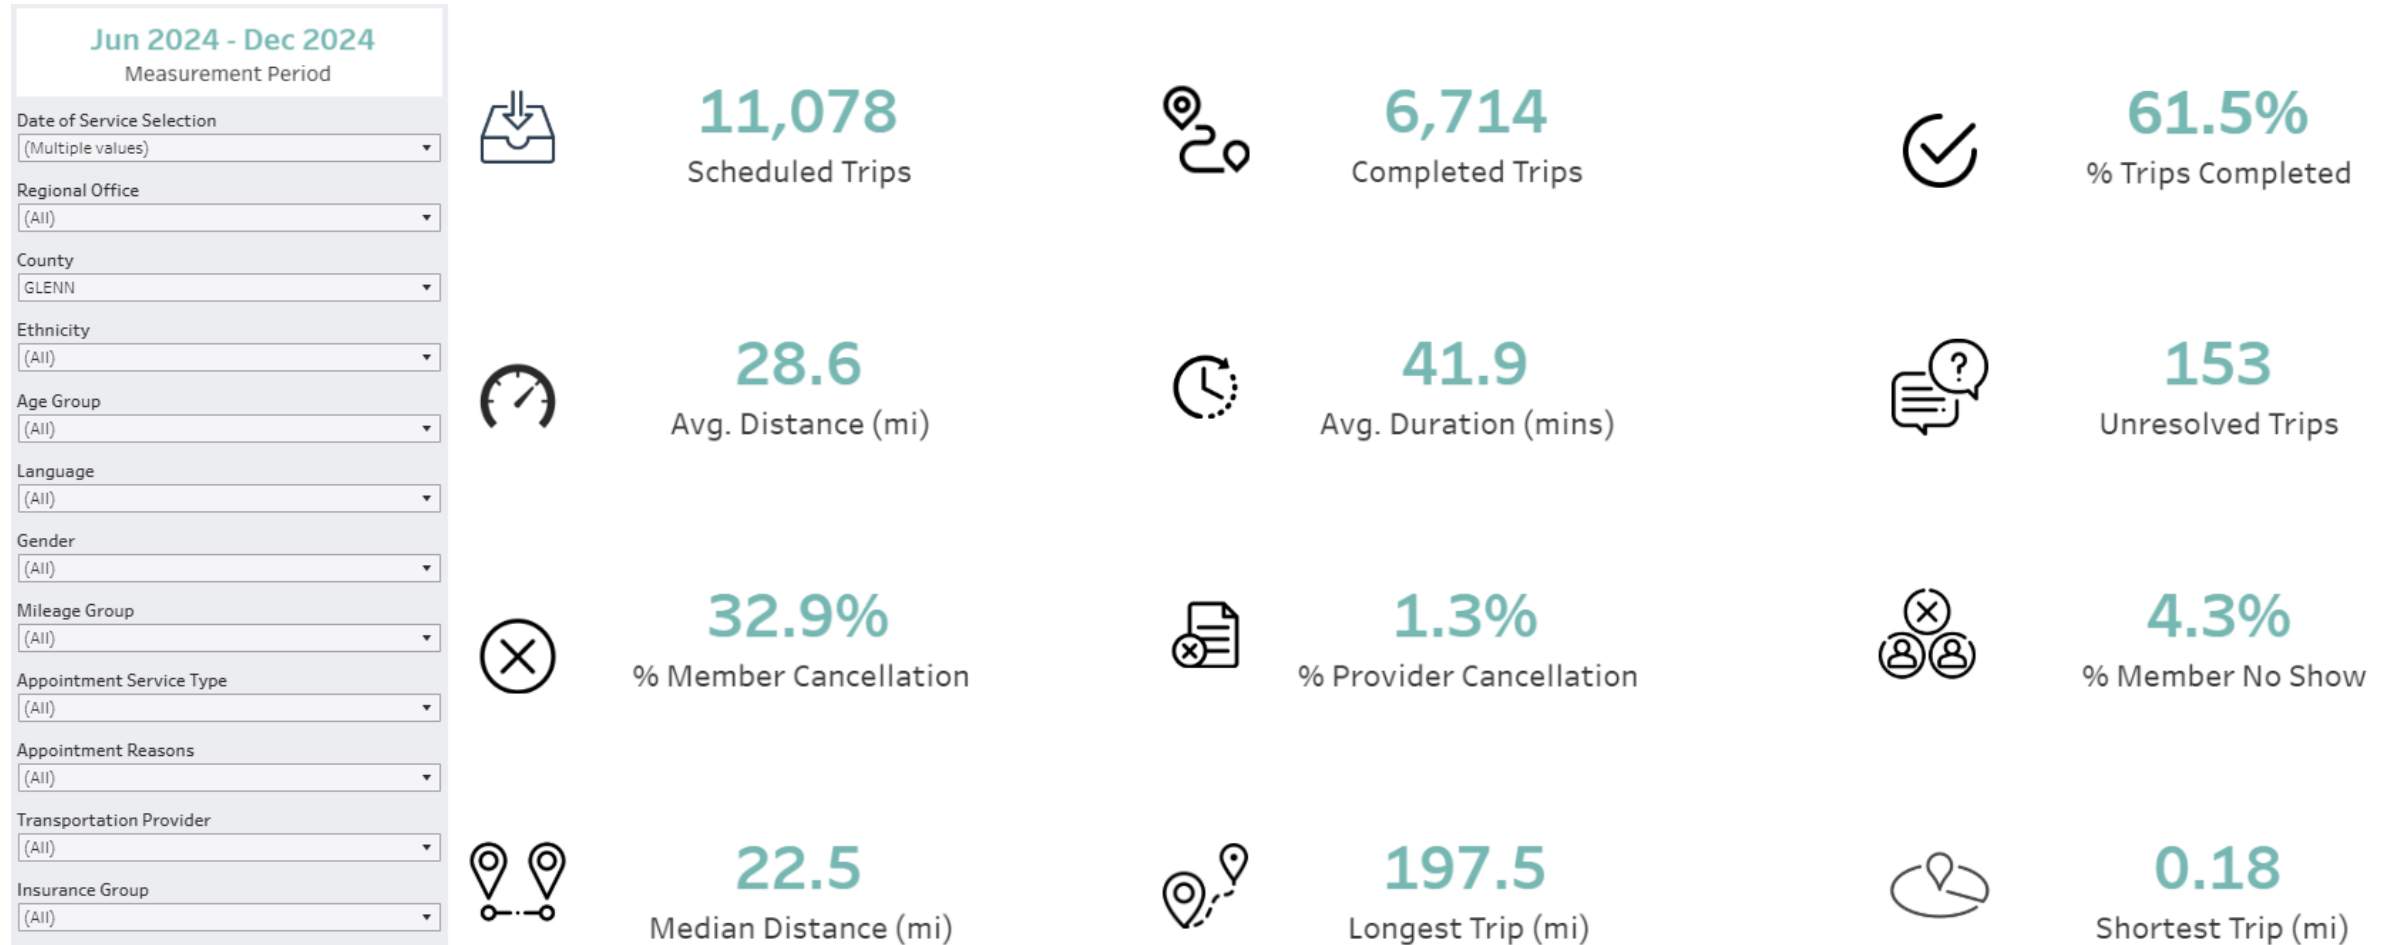 Jun 2024 - Dec 2024
Measurement Period
Date of Service Selection
(Multiple values)
Regional Office
(All)
County
GLENN
Ethnicity
(All)
Age Group
(All)
Language
(All)
Gender
(All)
Mileage Group
(All)
Appointment Service Type
(All)
Appointment Reasons
(All)
Transportation Provider
(All)
Insurance Group
(All)
11,078
Scheduled Trips
6,714
Completed Trips
61.5%
% Trips Completed
28.6
Avg. Distance (mi)
41.9
Avg. Duration (mins)
?
153
Unresolved Trips
32.9%
% Member Cancellation
1.3%
% Provider Cancellation
4.3%
% Member No Show
22.5
Median Distance (mi)
197.5
Longest Trip (mi)
0.18
Shortest Trip (mi)